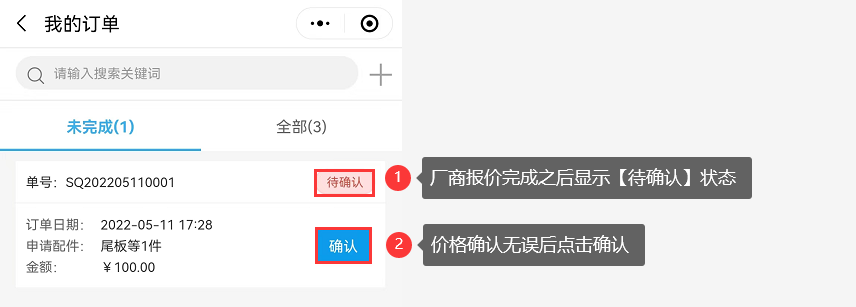 我的订单
请输入搜索关键词
未完成(1) 全部(3)
单号：SQ202205110001 待确认 1 厂商报价完成之后显示【待确认】状态
订单日期： 2022-05-11 17:28
申请配件： 尾板等1件 确认 2 价格确认无误后点击确认
金额： ￥100.00